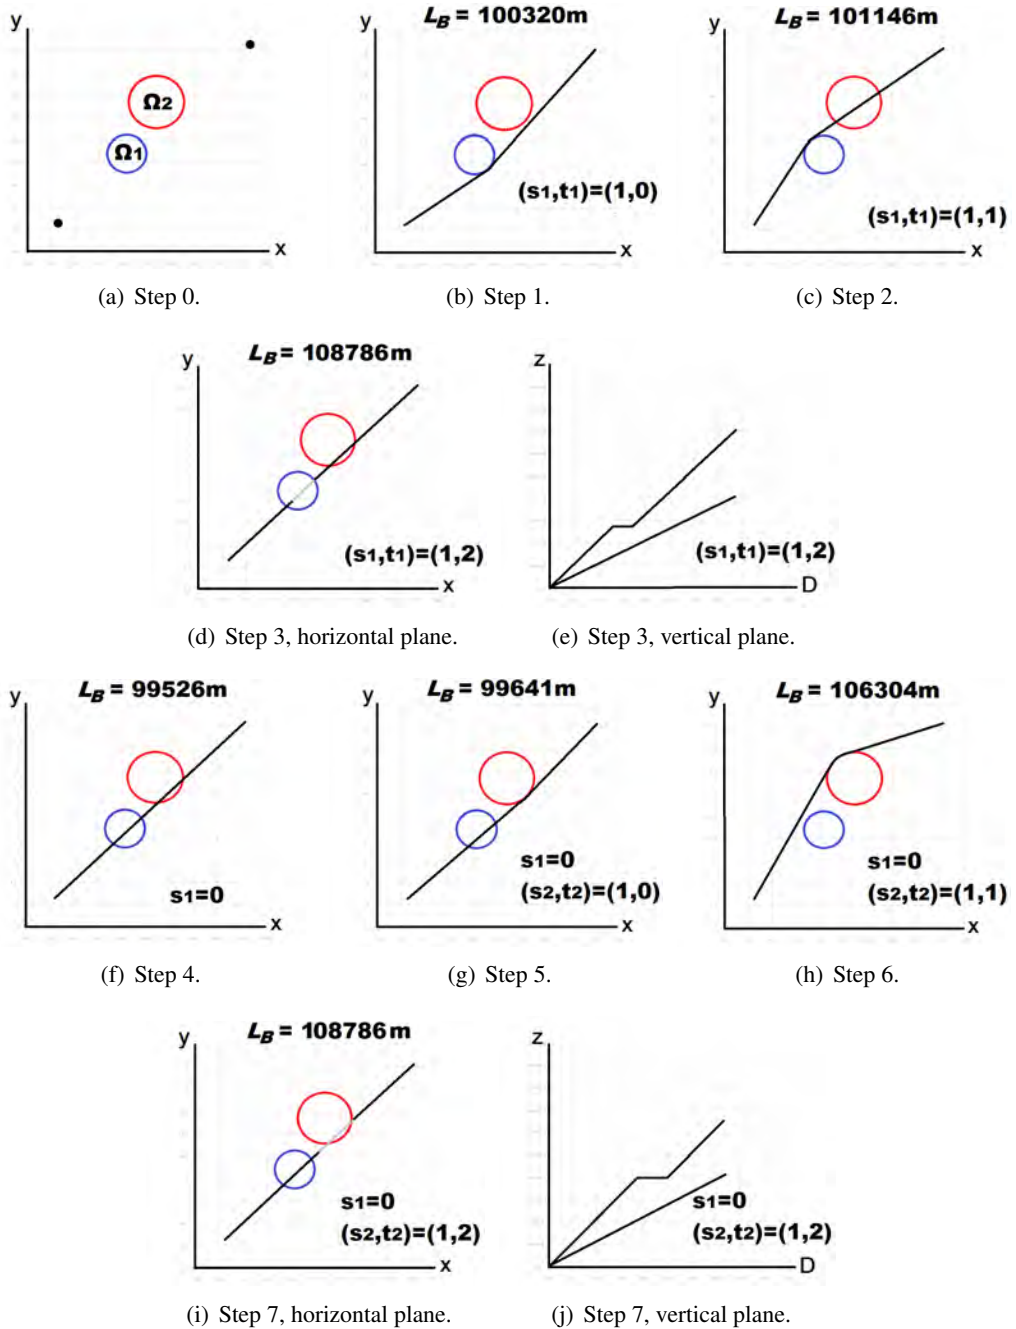 y
Ω2
Ω1
x
(a) Step 0.
L_B = 100320m
y
(s1,t1)=(1,0)
x
(b) Step 1.
L_B = 101146m
y
(s1,t1)=(1,1)
x
(c) Step 2.
L_B = 108786m
y
(s1,t1)=(1,2)
x
(d) Step 3, horizontal plane.
z
(s1,t1)=(1,2)
D
(e) Step 3, vertical plane.
L_B = 99526m
y
s1=0
x
(f) Step 4.
L_B = 99641m
y
s1=0
(s2,t2)=(1,0)
x
(g) Step 5.
L_B = 106304m
y
s1=0
(s2,t2)=(1,1)
x
(h) Step 6.
L_B = 108786m
y
s1=0
(s2,t2)=(1,2)
x
(i) Step 7, horizontal plane.
z
s1=0
(s2,t2)=(1,2)
D
(j) Step 7, vertical plane.